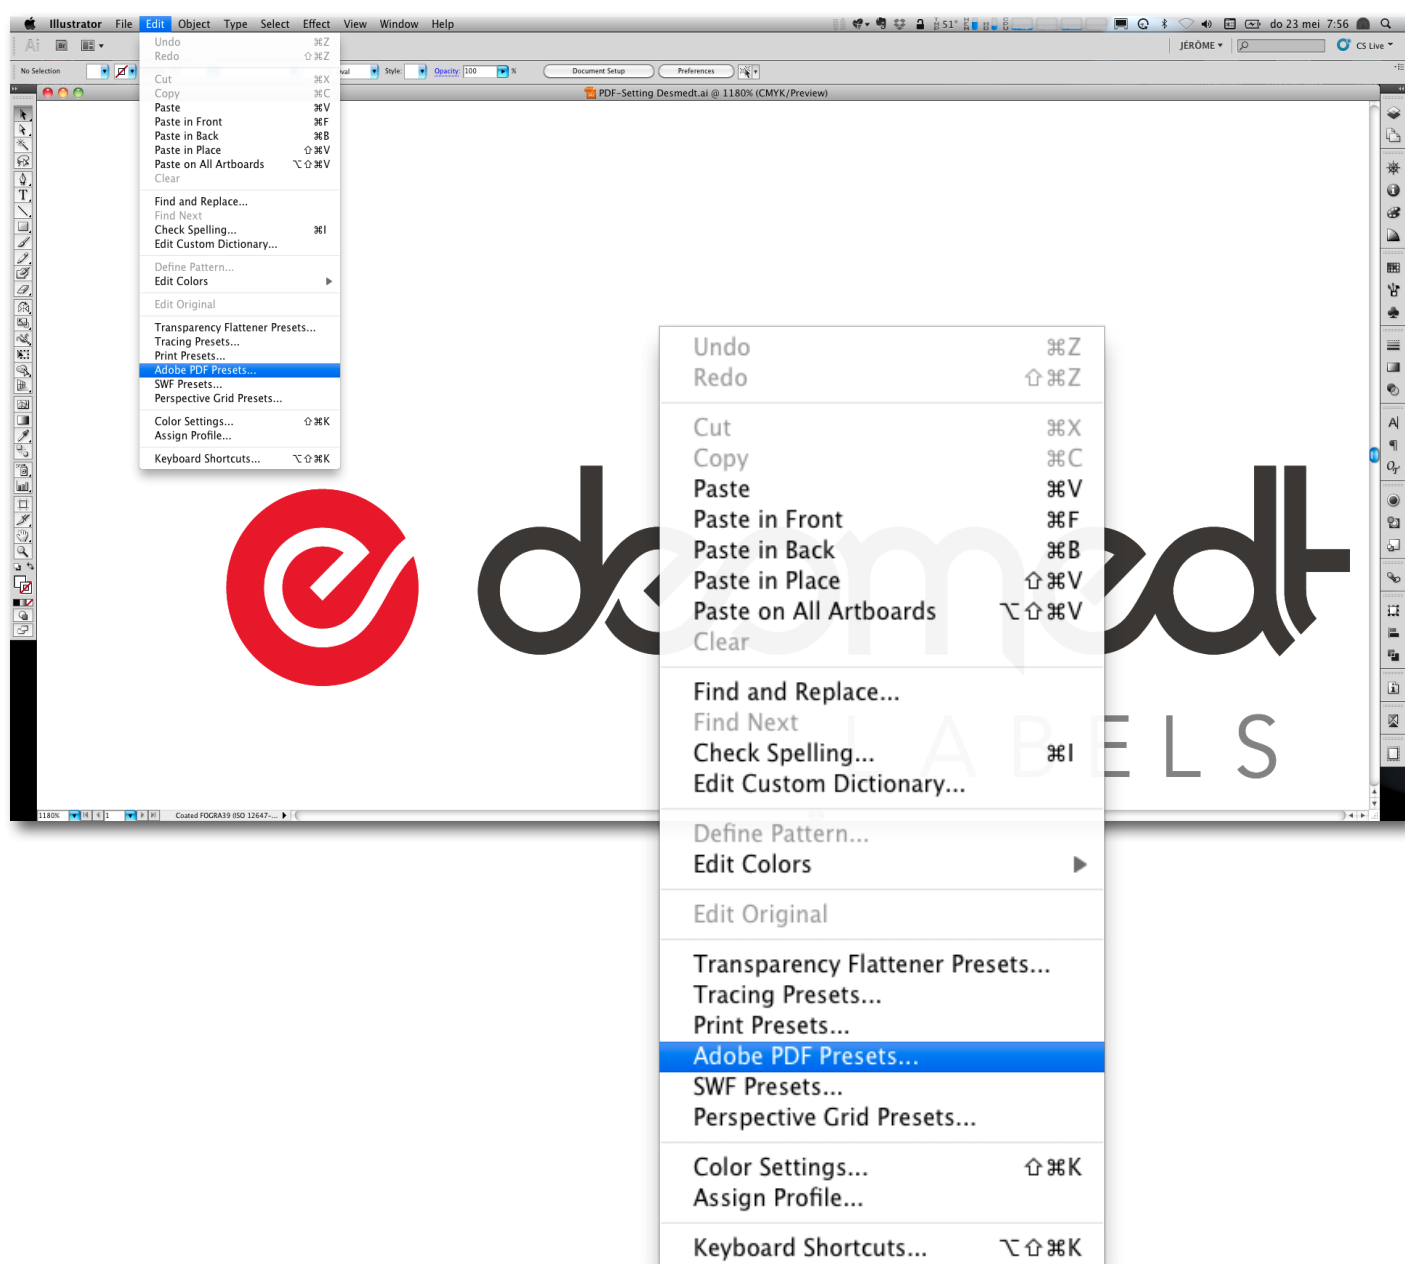 Illustrator File Edit Object Type Select Effect View Window Help 51° do 23 mei 7:56
Ai Br JÉRÔME CS Live
No Selection Style: Opacity: 100 % Document Setup Preferences
PDF-Setting Desmedt.ai @ 1180% (CMYK/Preview)
Undo ⌘Z
Redo ⇧⌘Z
Cut ⌘X
Copy ⌘C
Paste ⌘V
Paste in Front ⌘F
Paste in Back ⌘B
Paste in Place ⇧⌘V
Paste on All Artboards ⌥⇧⌘V
Clear
Find and Replace...
Find Next
Check Spelling... ⌘I
Edit Custom Dictionary...
Define Pattern...
Edit Colors
Edit Original
Transparency Flattener Presets...
Tracing Presets...
Print Presets...
Adobe PDF Presets...
SWF Presets...
Perspective Grid Presets...
Color Settings... ⇧⌘K
Assign Profile...
Keyboard Shortcuts... ⌥⇧⌘K
e desmedt
LABELS
Undo ⌘Z
Redo ⇧⌘Z
Cut ⌘X
Copy ⌘C
Paste ⌘V
Paste in Front ⌘F
Paste in Back ⌘B
Paste in Place ⇧⌘V
Paste on All Artboards ⌥⇧⌘V
Clear
Find and Replace...
Find Next
Check Spelling... ⌘I
Edit Custom Dictionary...
Define Pattern...
Edit Colors
Edit Original
Transparency Flattener Presets...
Tracing Presets...
Print Presets...
Adobe PDF Presets...
SWF Presets...
Perspective Grid Presets...
Color Settings... ⇧⌘K
Assign Profile...
Keyboard Shortcuts... ⌥⇧⌘K
1180% 1 Coated FOGRA39 (ISO 12647-...